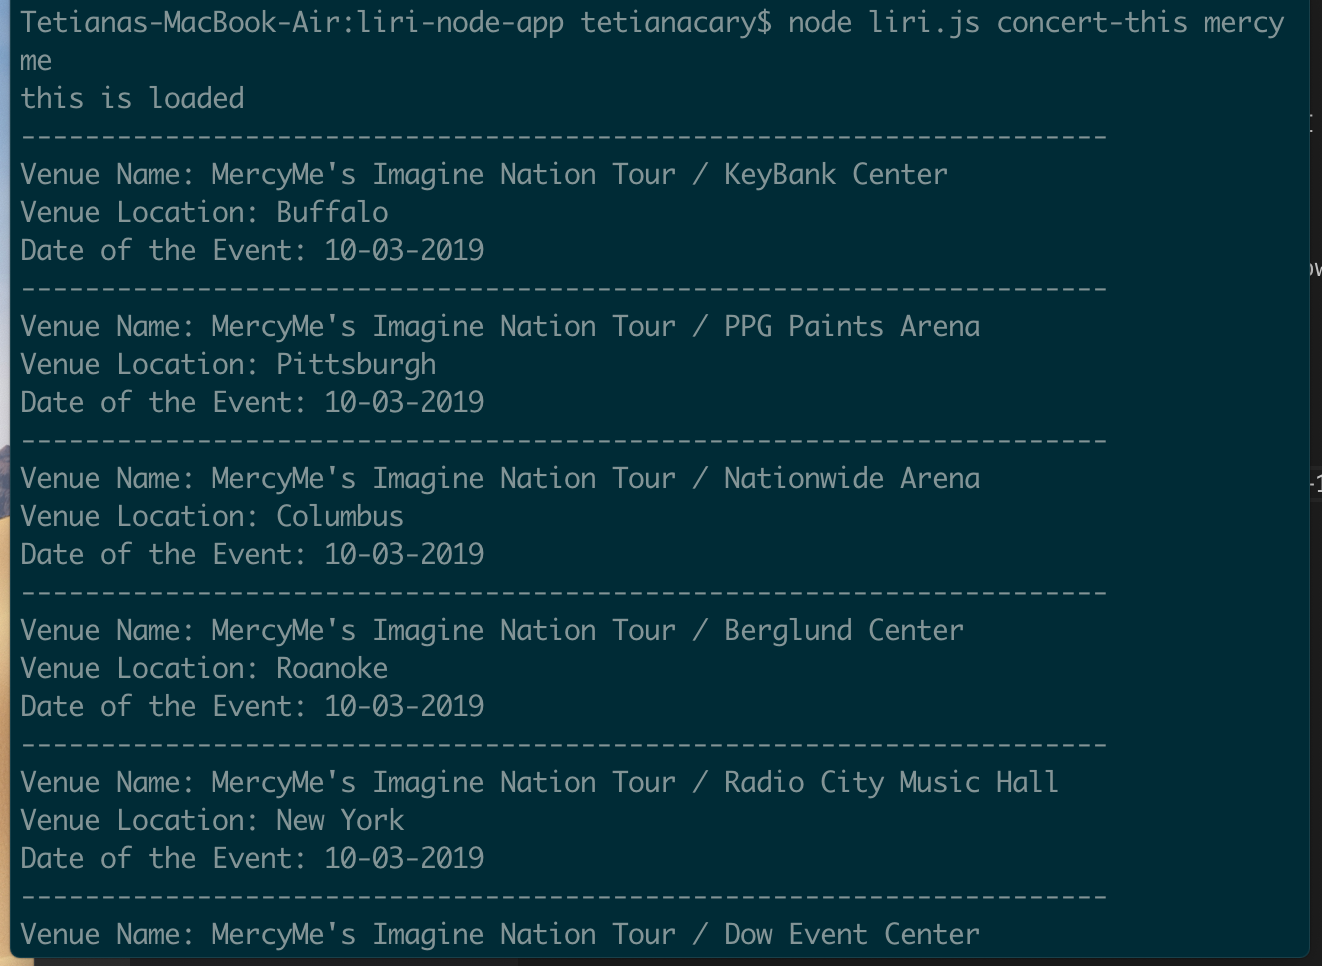 Tetianas-MacBook-Air:liri-node-app tetianacary$ node liri.js concert-this mercy
me
this is loaded
--------------------------------------------------------------------
Venue Name: MercyMe's Imagine Nation Tour / KeyBank Center
Venue Location: Buffalo
Date of the Event: 10-03-2019
--------------------------------------------------------------------
Venue Name: MercyMe's Imagine Nation Tour / PPG Paints Arena
Venue Location: Pittsburgh
Date of the Event: 10-03-2019
--------------------------------------------------------------------
Venue Name: MercyMe's Imagine Nation Tour / Nationwide Arena
Venue Location: Columbus
Date of the Event: 10-03-2019
--------------------------------------------------------------------
Venue Name: MercyMe's Imagine Nation Tour / Berglund Center
Venue Location: Roanoke
Date of the Event: 10-03-2019
--------------------------------------------------------------------
Venue Name: MercyMe's Imagine Nation Tour / Radio City Music Hall
Venue Location: New York
Date of the Event: 10-03-2019
--------------------------------------------------------------------
Venue Name: MercyMe's Imagine Nation Tour / Dow Event Center